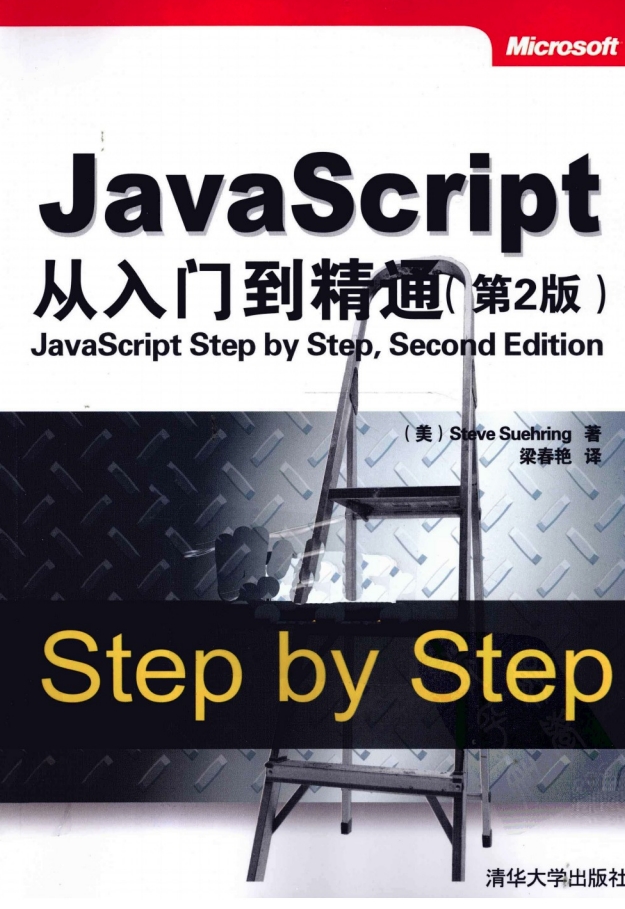 Microsoft
JavaScript
从入门到精通(第2版)
JavaScript Step by Step, Second Edition
(美) Steve Suehring 著
梁春艳 译
Step by Step
清华大学出版社